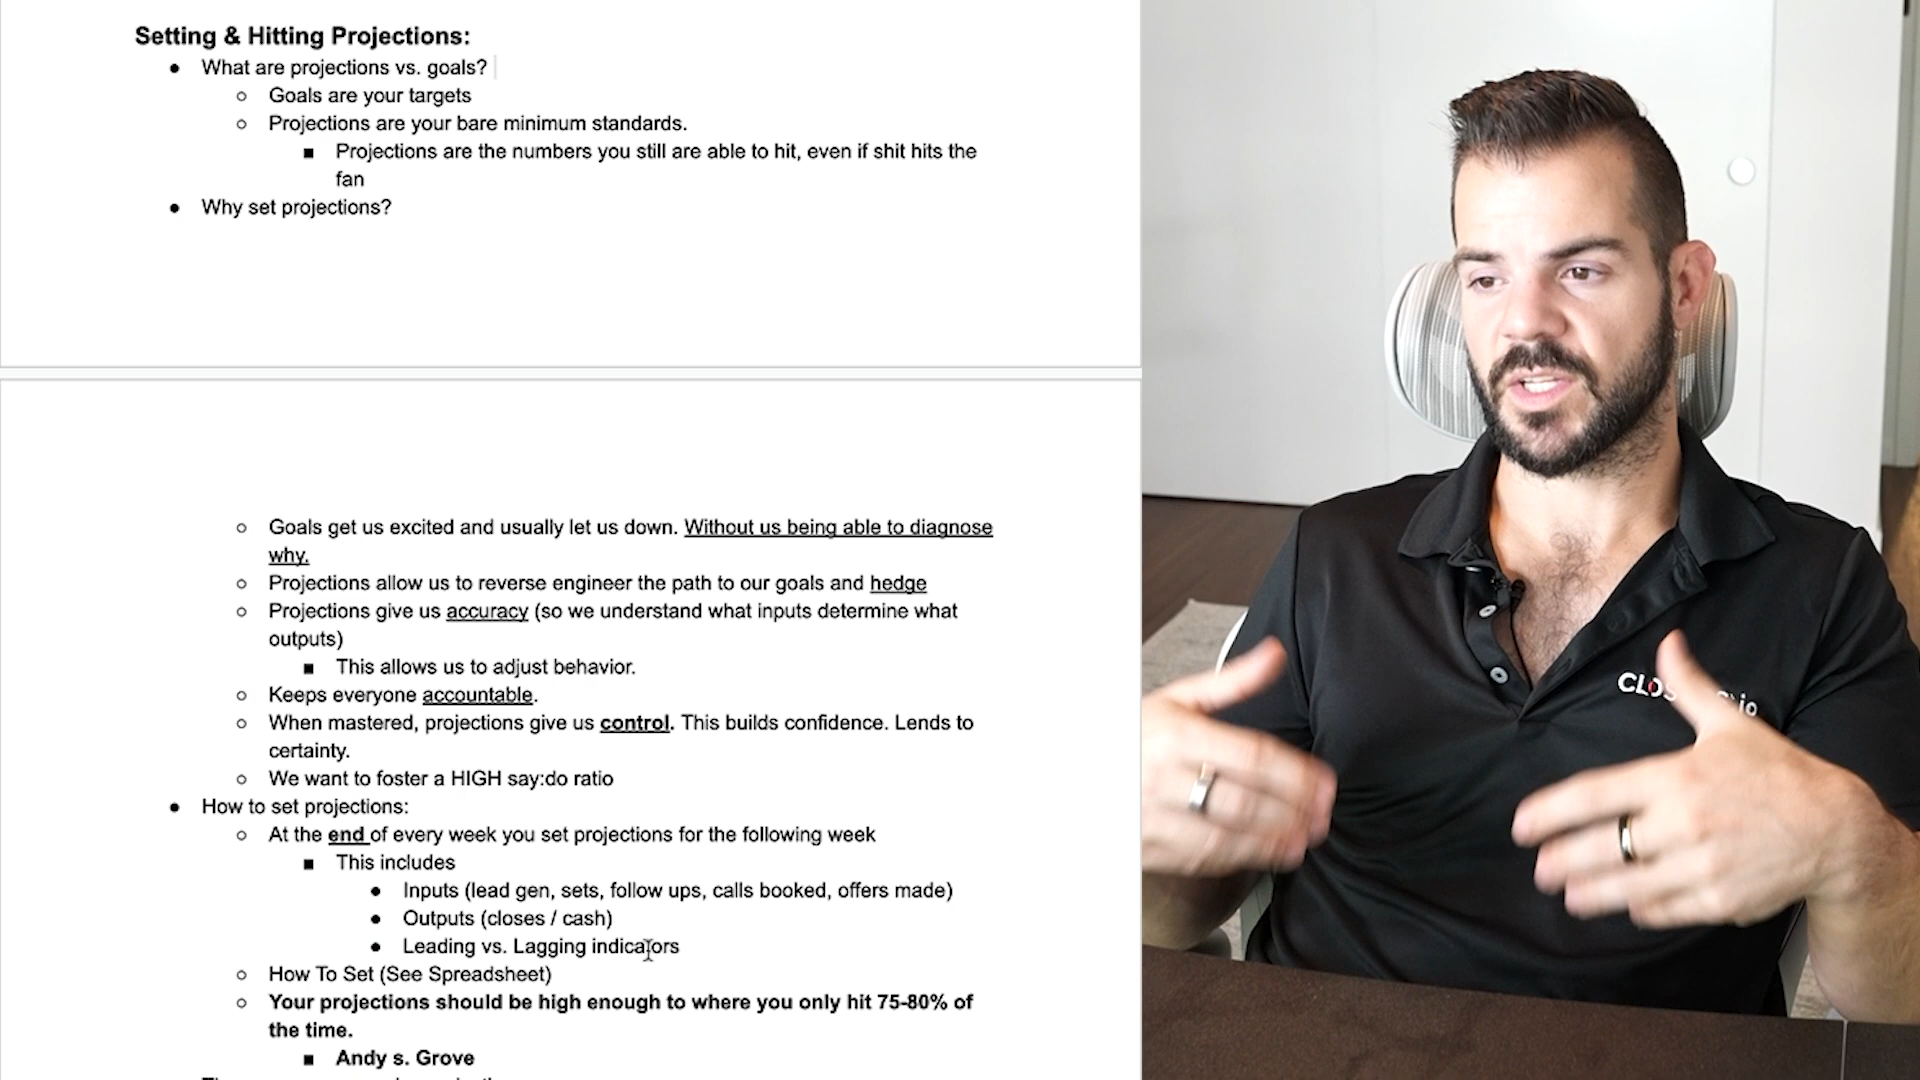 Setting & Hitting Projections:
● What are projections vs. goals?
○ Goals are your targets
○ Projections are your bare minimum standards.
■ Projections are the numbers you still are able to hit, even if shit hits the
fan
● Why set projections?
○ Goals get us excited and usually let us down. Without us being able to diagnose
why.
○ Projections allow us to reverse engineer the path to our goals and hedge
○ Projections give us accuracy (so we understand what inputs determine what
outputs)
■ This allows us to adjust behavior.
○ Keeps everyone accountable.
○ When mastered, projections give us control. This builds confidence. Lends to
certainty.
○ We want to foster a HIGH say:do ratio
● How to set projections:
○ At the end of every week you set projections for the following week
■ This includes
● Inputs (lead gen, sets, follow ups, calls booked, offers made)
● Outputs (closes / cash)
● Leading vs. Lagging indicators
○ How To Set (See Spreadsheet)
○ Your projections should be high enough to where you only hit 75-80% of
the time.
■ Andy s. Grove